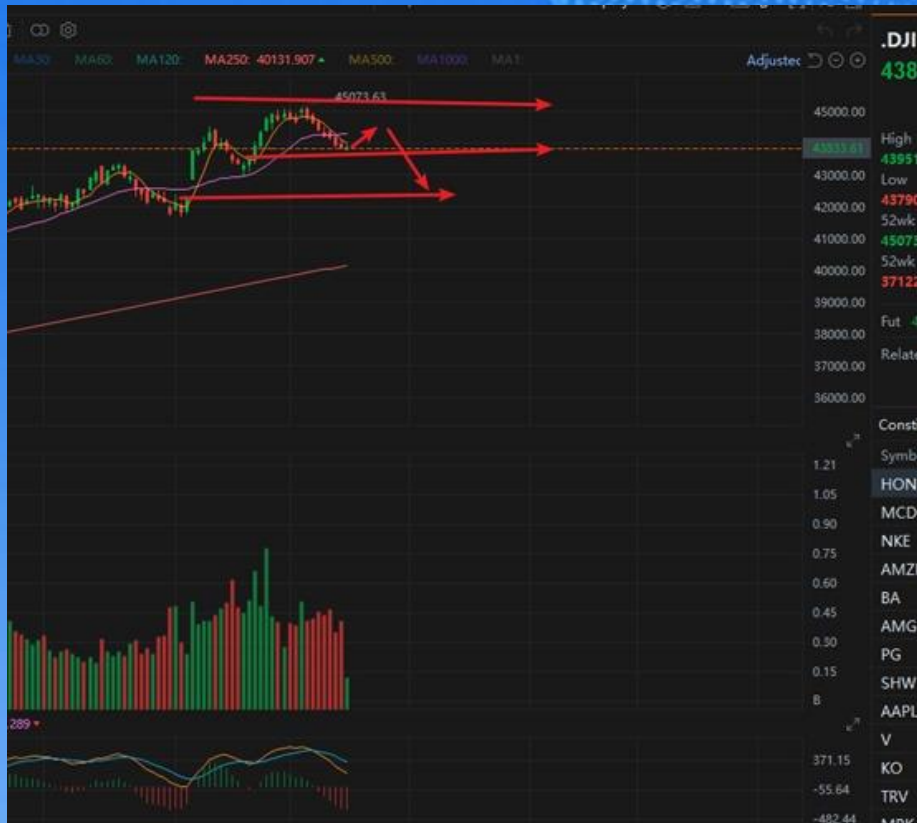 MA30: MA60: MA120: MA250: 40131.907 MA500: MA1000: MA1: Adjusted
.DJI
438
45073.63
45000.00
43833.61
43000.00
42000.00
41000.00
40000.00
39000.00
38000.00
37000.00
36000.00
High
43951
Low
43790
52wk
45073
52wk
37122
Fut 4
Relate
Const
Symb
HON
MCD
NKE
AMZ
BA
AMG
PG
SHW
AAPL
V
KO
TRV
1.21
1.05
0.90
0.75
0.60
0.45
0.30
0.15
B
.289
371.15
-55.64
-482.44